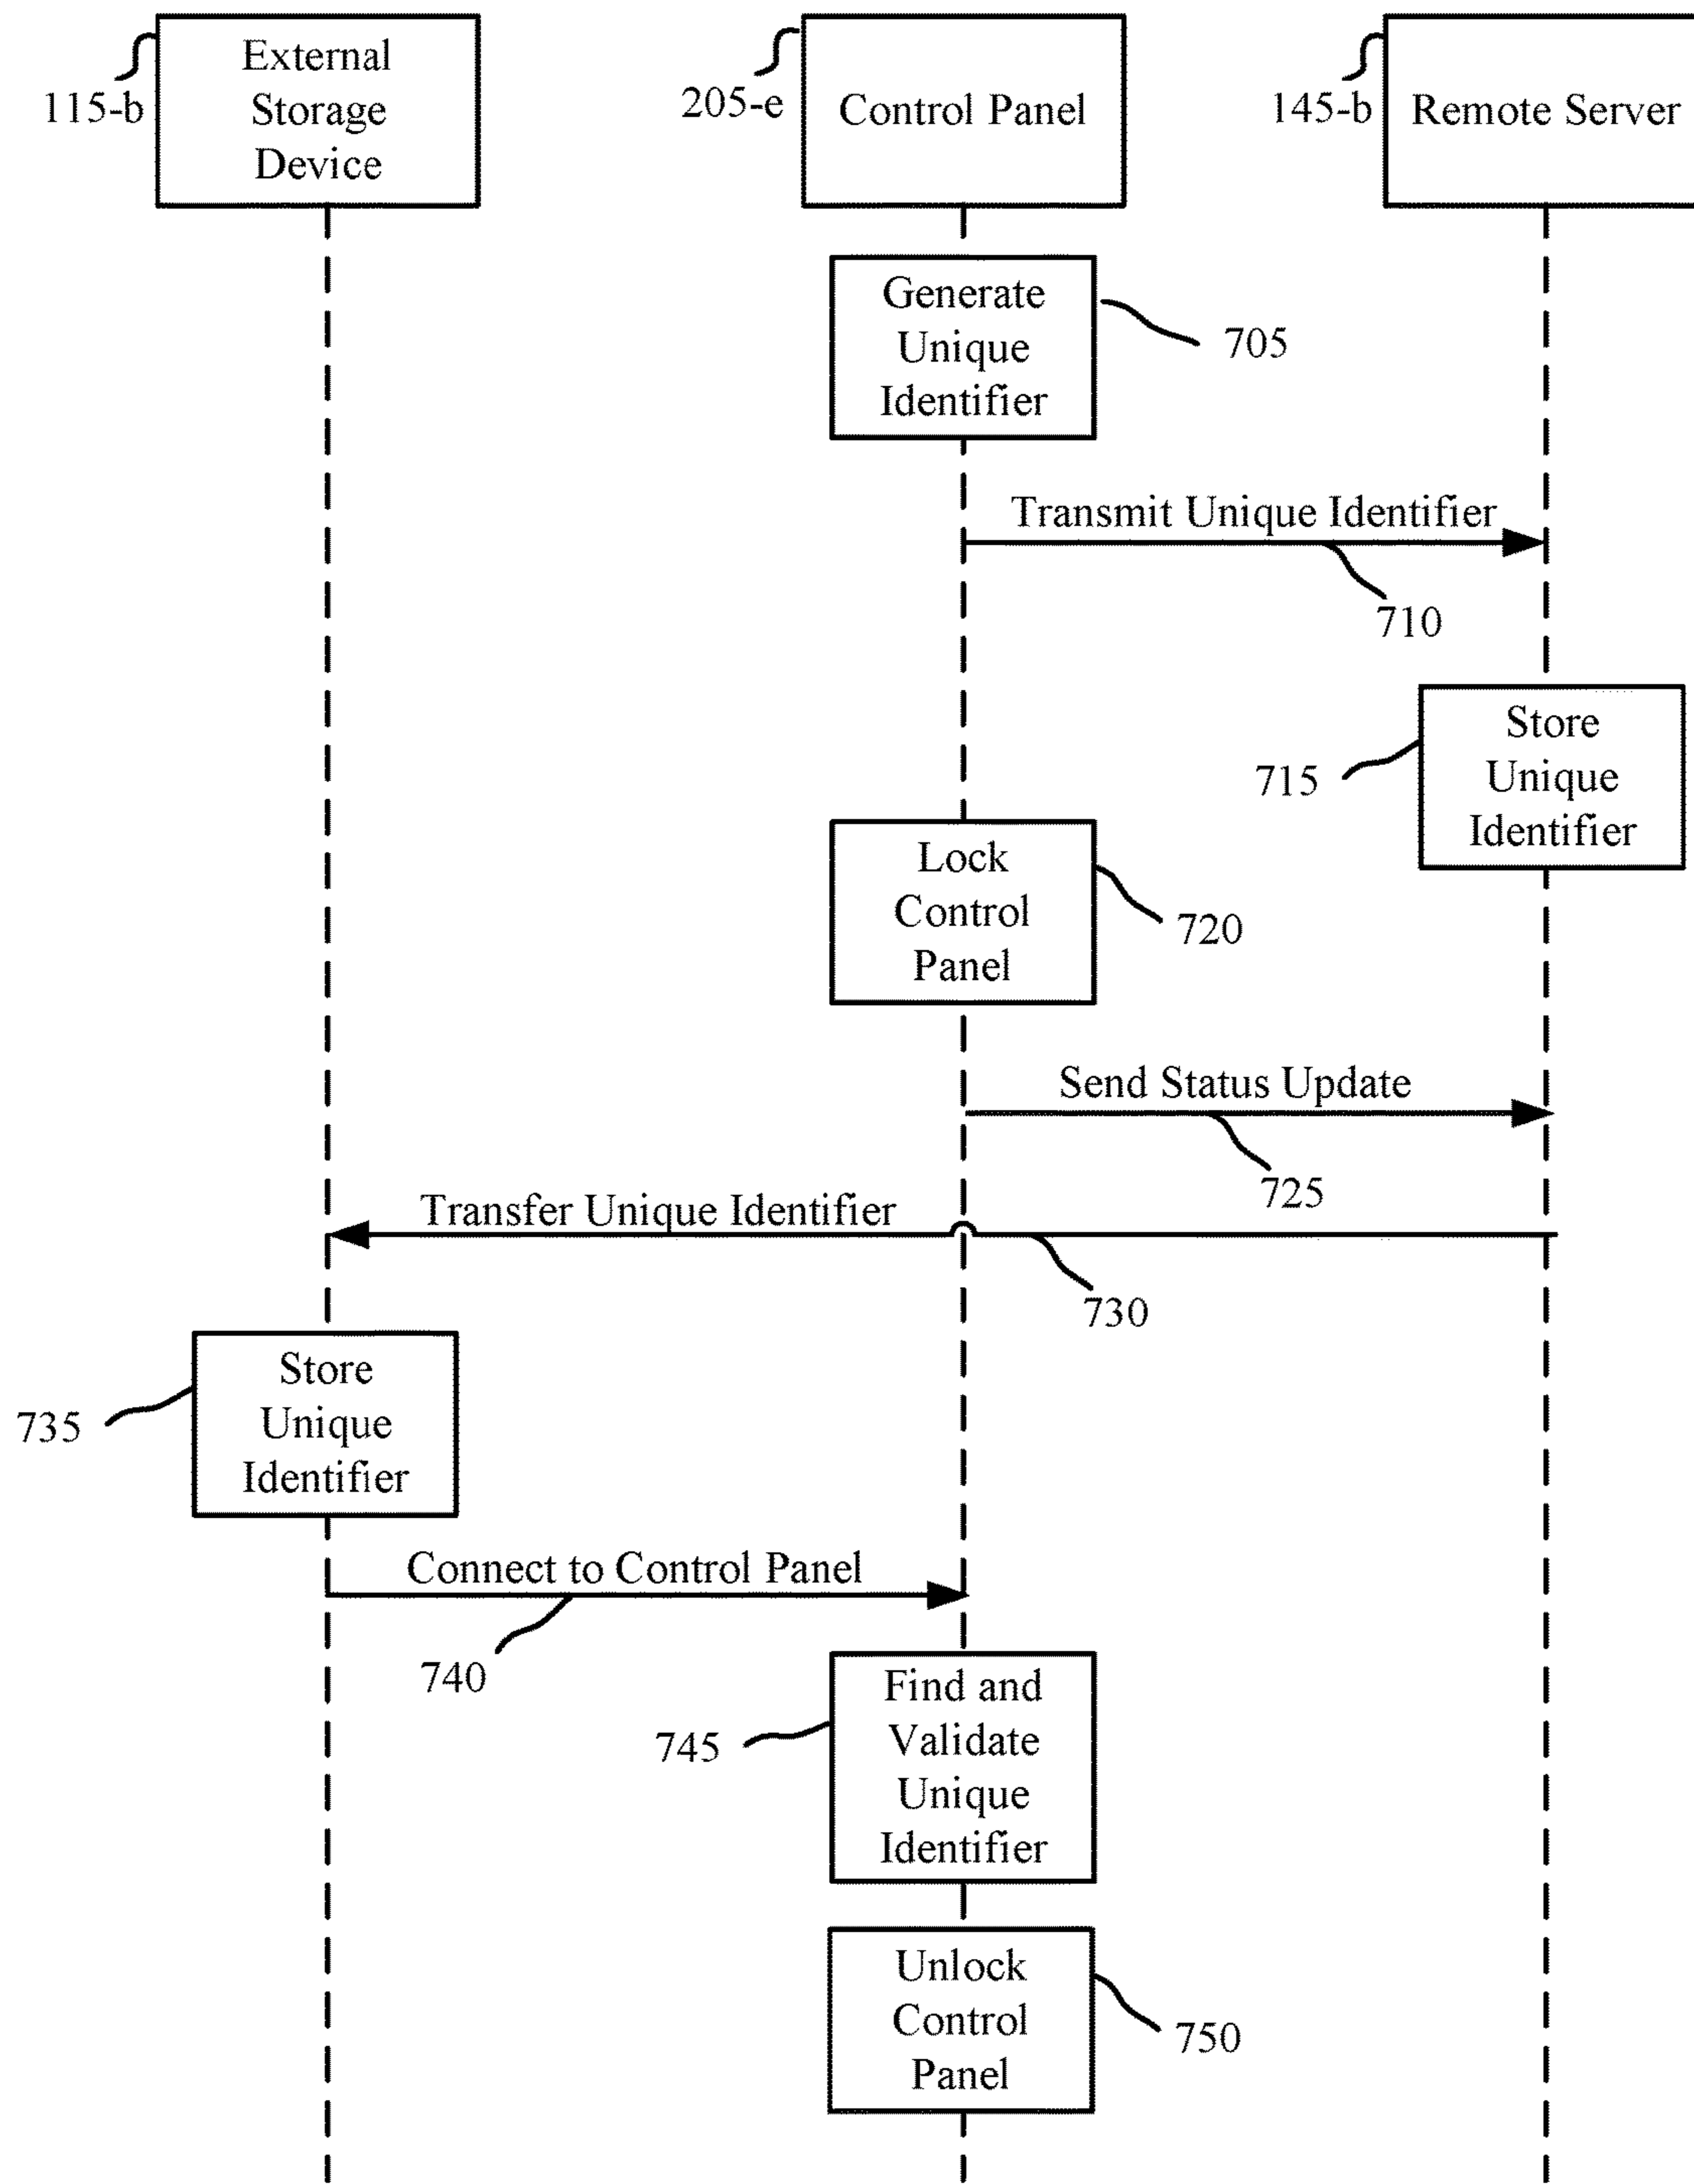 External
Storage
Device
115-b
Control Panel
205-e
Remote Server
145-b
Generate
Unique
Identifier
705
Transmit Unique Identifier
710
Store
Unique
Identifier
715
Lock
Control
Panel
720
Send Status Update
725
Transfer Unique Identifier
730
Store
Unique
Identifier
735
Connect to Control Panel
740
Find and
Validate
Unique
Identifier
745
Unlock
Control
Panel
750